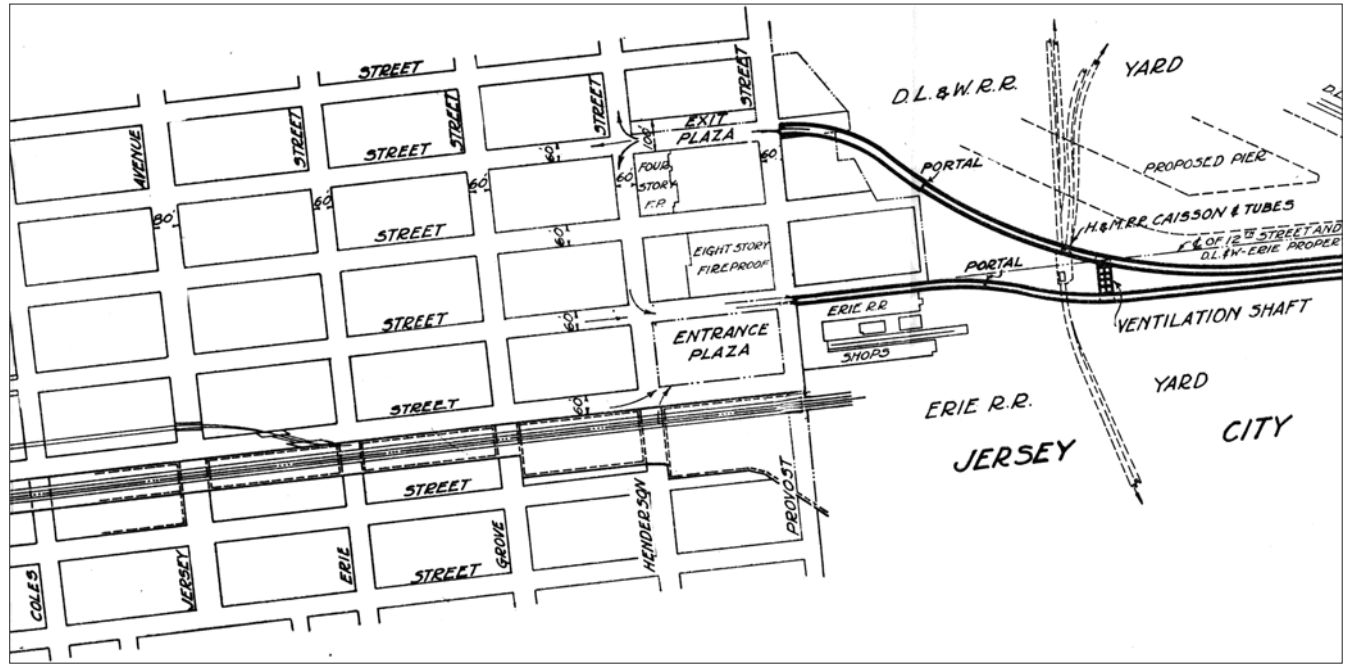 STREET
AVENUE
STREET
STREET
STREET
STREET
STREET
EXIT
PLAZA
100'
60'
60'
60'
60'
60'
80'
FOUR
STORY
F.P.
STREET
60'
EIGHT STORY
FIREPROOF
STREET
60'
ENTRANCE
PLAZA
STREET
60'
STREET
STREET
COLES
JERSEY
ERIE
GROVE
HENDERSON
PROVOST
D.L. & W. R.R.
YARD
PORTAL
PROPOSED PIER
H.&M.R.R. CAISSON & TUBES
℄ OF 12TH STREET AND
D.L.&W-ERIE PROPER
PORTAL
VENTILATION SHAFT
ERIE R.R.
SHOPS
ERIE R.R.
YARD
JERSEY
CITY
D.L